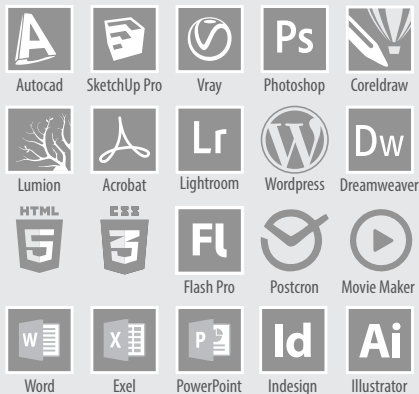 Ps
Autocad SketchUp Pro Vray Photoshop Coreldraw
Lr W Dw
Lumion Acrobat Lightroom Wordpress Dreamweaver
HTML CSS
5 3 Fl
Flash Pro Postcron Movie Maker
W X P Id Ai
Word Exel PowerPoint Indesign Illustrator